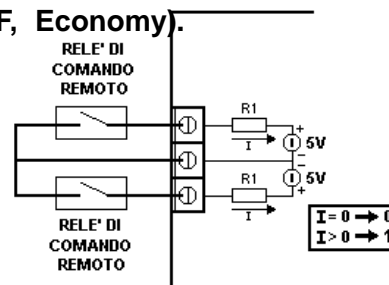 F, Economy).
RELE' DI
COMANDO
REMOTO
R1
+
I
5V
−
−
5V
R1
+
I
RELE' DI
COMANDO
REMOTO
I = 0 → 0
I > 0 → 1